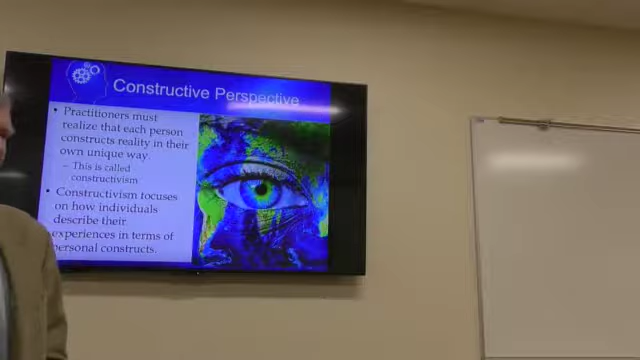 Constructive Perspective
• Practitioners must
realize that each person
constructs reality in their
own unique way.
– This is called
constructivism
• Constructivism focuses
on how individuals
describe their
experiences in terms of
personal constructs.